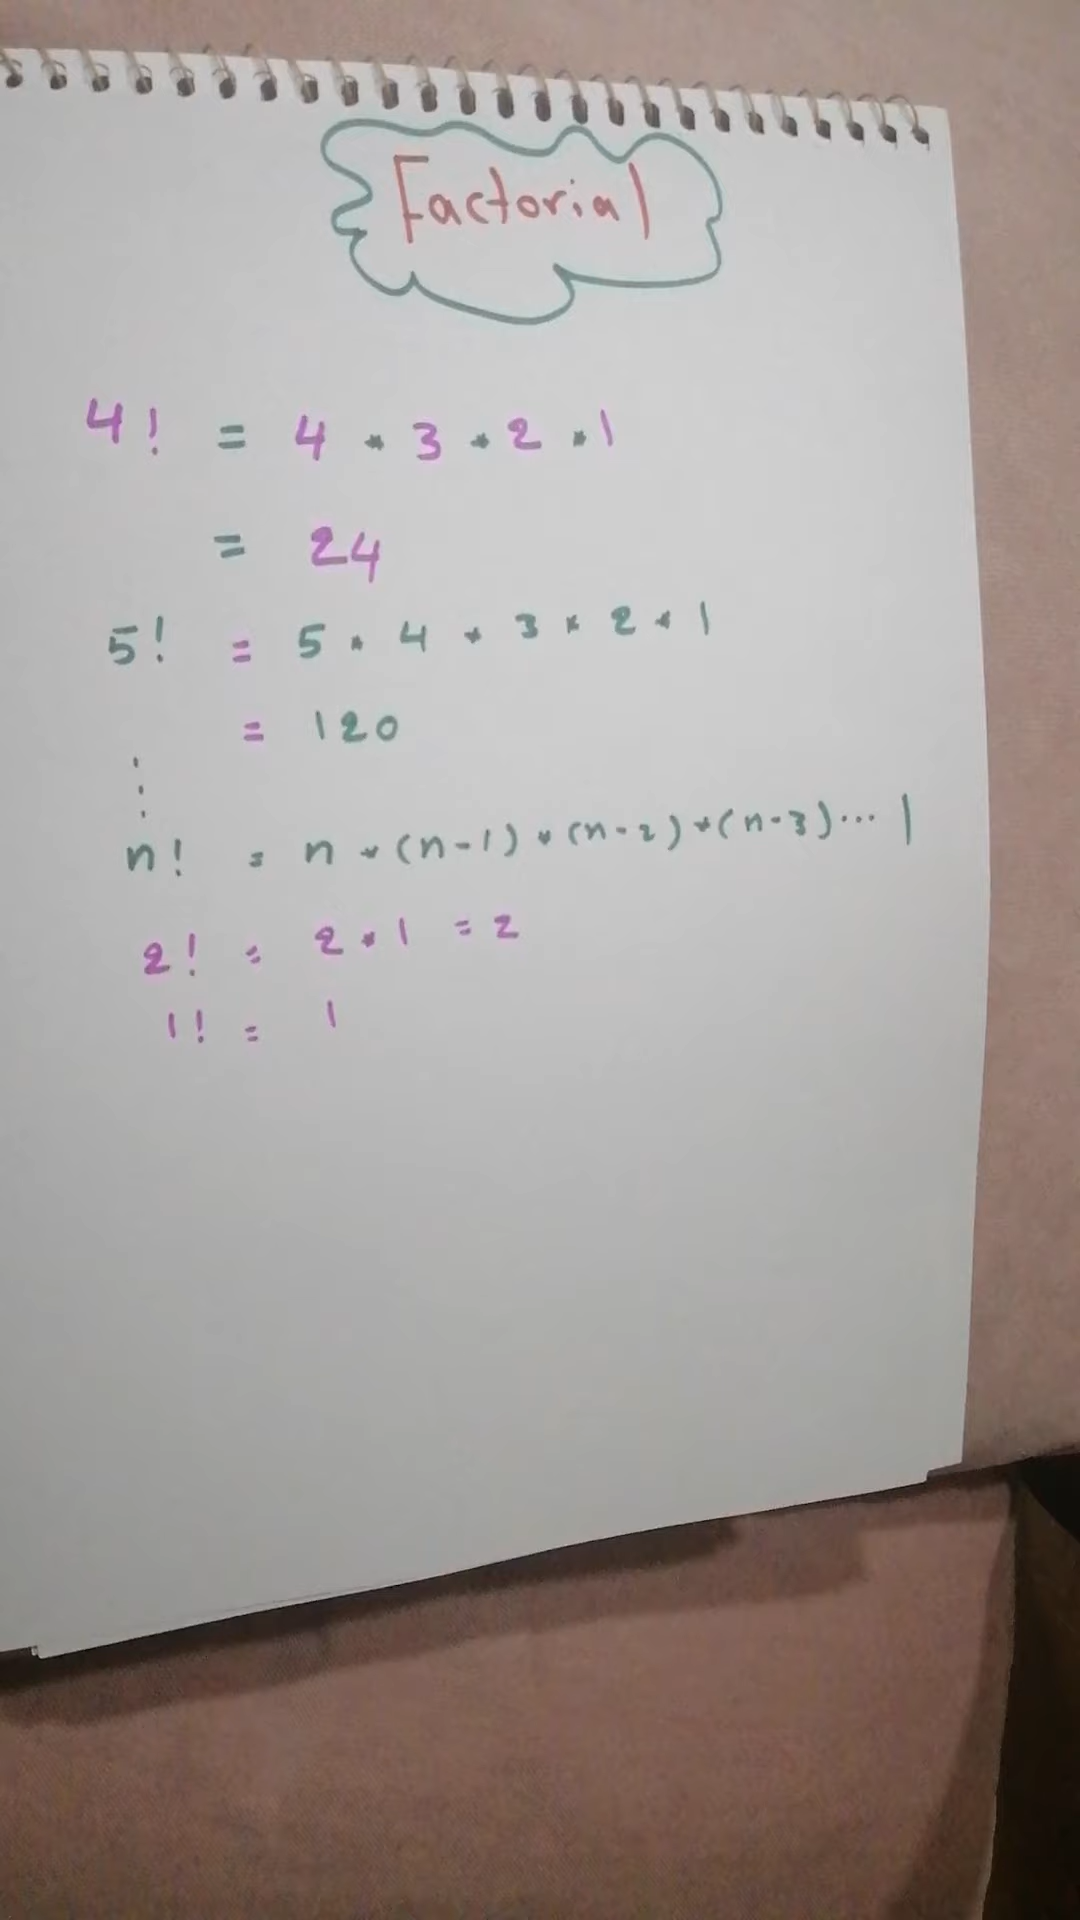 Factorial
4! = 4 * 3 * 2 * 1
= 24
5! = 5 * 4 * 3 * 2 * 1
= 120
⋮
n! = n * (n-1) * (n-2) * (n-3) ... 1
2! = 2 * 1 = 2
1! = 1